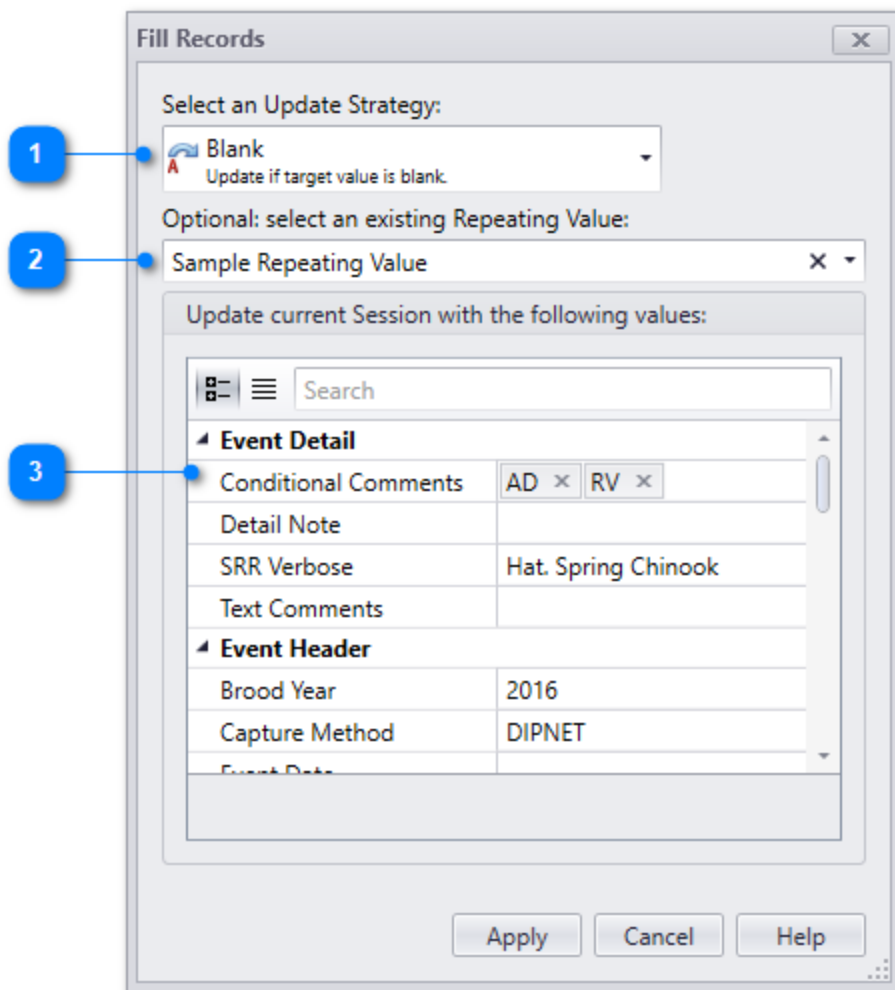 Fill Records
Select an Update Strategy:
1
A
Blank
Update if target value is blank.
Optional: select an existing Repeating Value:
2
Sample Repeating Value
Update current Session with the following values:
Search
Event Detail
3
Conditional Comments AD × RV ×
Detail Note
SRR Verbose Hat. Spring Chinook
Text Comments
Event Header
Brood Year 2016
Capture Method DIPNET
Event Date
Apply Cancel Help